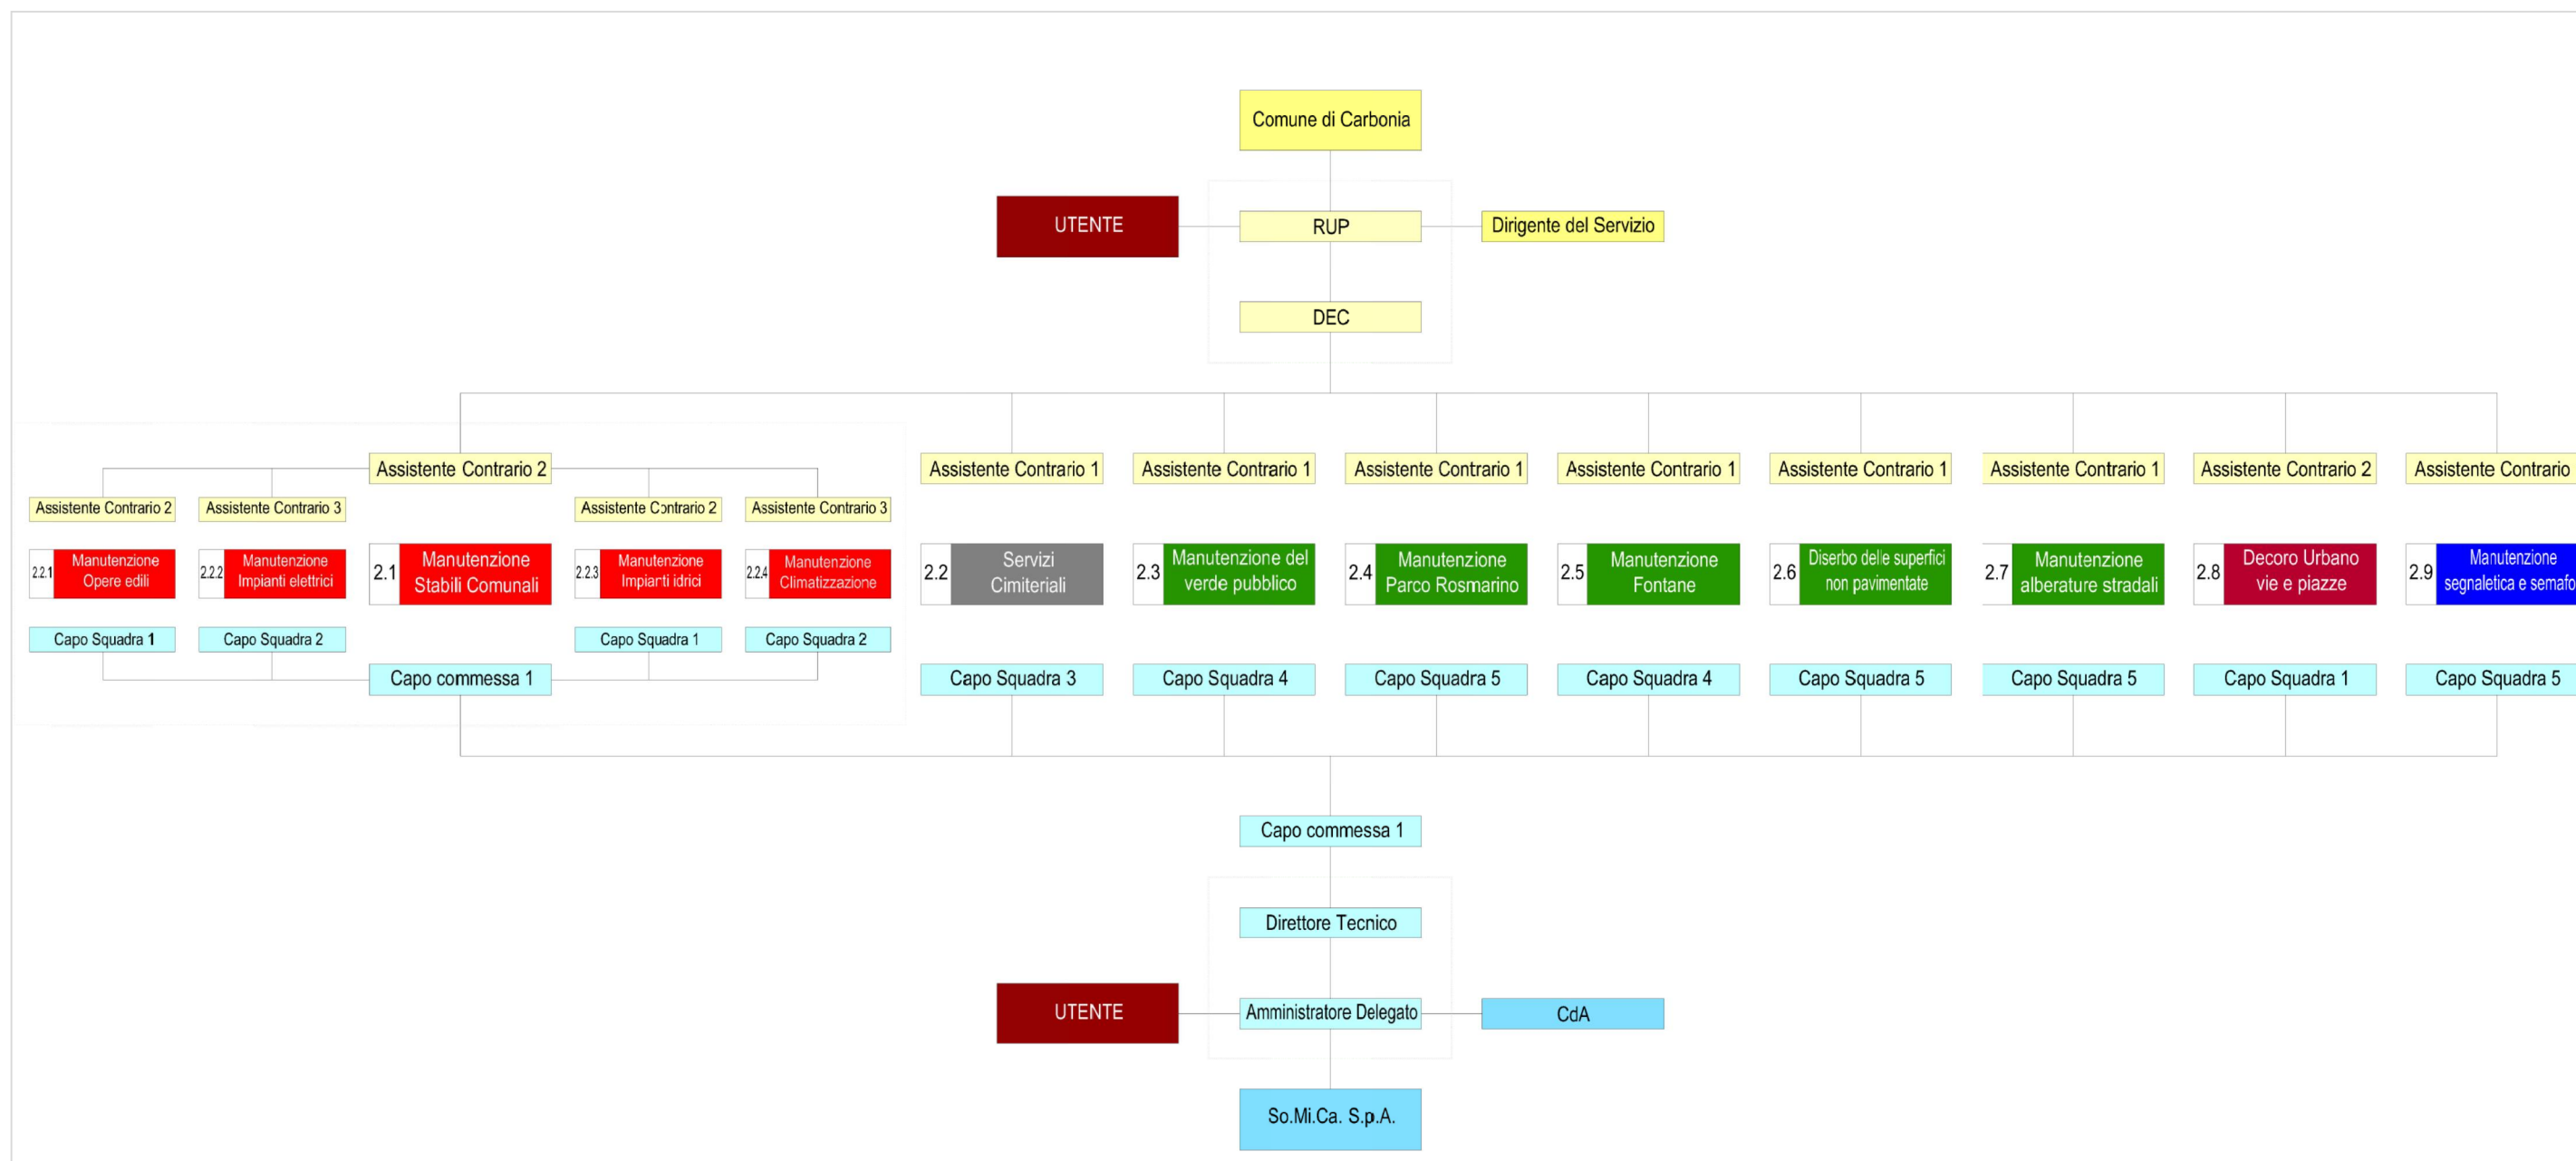 Comune di Carbonia
UTENTE
RUP
Dirigente del Servizio
DEC
Assistente Contrario 2
Assistente Contrario 1
Assistente Contrario 1
Assistente Contrario 1
Assistente Contrario 1
Assistente Contrario 1
Assistente Contrario 1
Assistente Contrario 2
Assistente Contrario
Assistente Contrario 2
Assistente Contrario 3
Assistente Contrario 2
Assistente Contrario 3
2.2.1
Manutenzione
Opere edili
2.2.2
Manutenzione
Impianti elettrici
2.1
Manutenzione
Stabili Comunali
2.2.3
Manutenzione
Impianti idrici
2.2.4
Manutenzione
Climatizzazione
2.2
Servizi
Cimiteriali
2.3
Manutenzione del
verde pubblico
2.4
Manutenzione
Parco Rosmarino
2.5
Manutenzione
Fontane
2.6
Diserbo delle superfici
non pavimentate
2.7
Manutenzione
alberature stradali
2.8
Decoro Urbano
vie e piazze
2.9
Manutenzione
segnaletica e semafo
Capo Squadra 1
Capo Squadra 2
Capo Squadra 1
Capo Squadra 2
Capo commessa 1
Capo Squadra 3
Capo Squadra 4
Capo Squadra 5
Capo Squadra 4
Capo Squadra 5
Capo Squadra 5
Capo Squadra 1
Capo Squadra 5
Capo commessa 1
Direttore Tecnico
UTENTE
Amministratore Delegato
CdA
So.Mi.Ca. S.p.A.